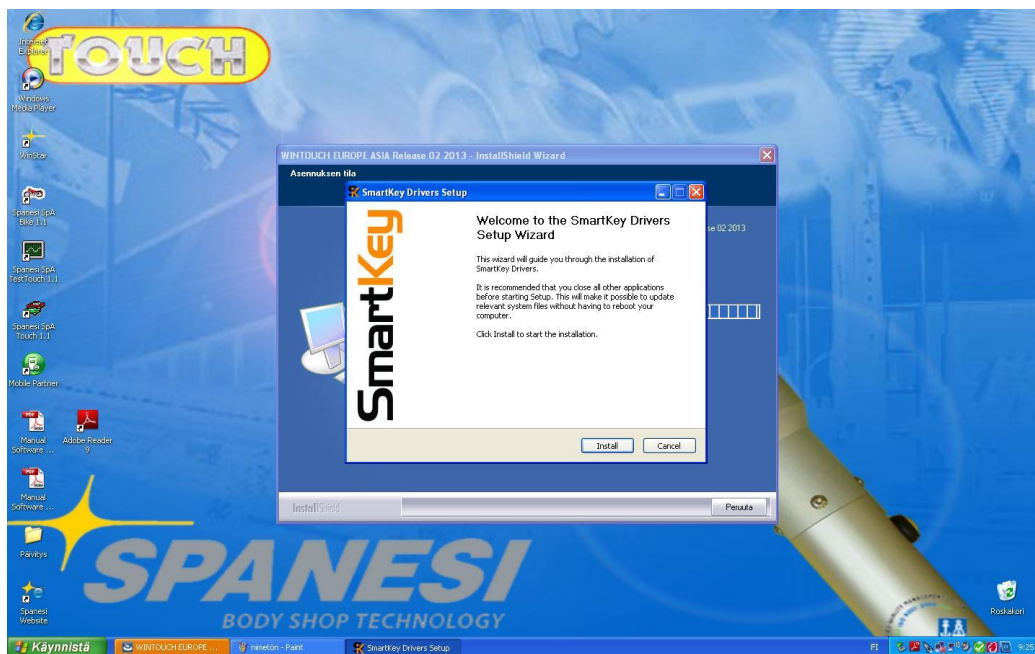 Internet
Explorer
TOUCH
Windows
Media Player
WinStar
Spanesi SpA
Bike 1.1
Spanesi SpA
TestTouch 1.1
Spanesi SpA
Touch 1.1
Mobile Partner
Manual
Software ...
Adobe Reader
9
Manual
Software ...
Päivitys
Spanesi
Website
SPANESI
BODY SHOP TECHNOLOGY
WINTOUCH EUROPE ASIA Release 02 2013 - InstallShield Wizard
Asennuksen tila
se 02 2013
SmartKey Drivers Setup
SmartKey
Welcome to the SmartKey Drivers
Setup Wizard
This wizard will guide you through the installation of
SmartKey Drivers.
It is recommended that you close all other applications
before starting Setup. This will make it possible to update
relevant system files without having to reboot your
computer.
Click Install to start the installation.
Install
Cancel
InstallShield
Peruuta
Roskakori
Käynnistä
WINTOUCH EUROPE ...
nimetön - Paint
SmartKey Drivers Setup
FI
9:25